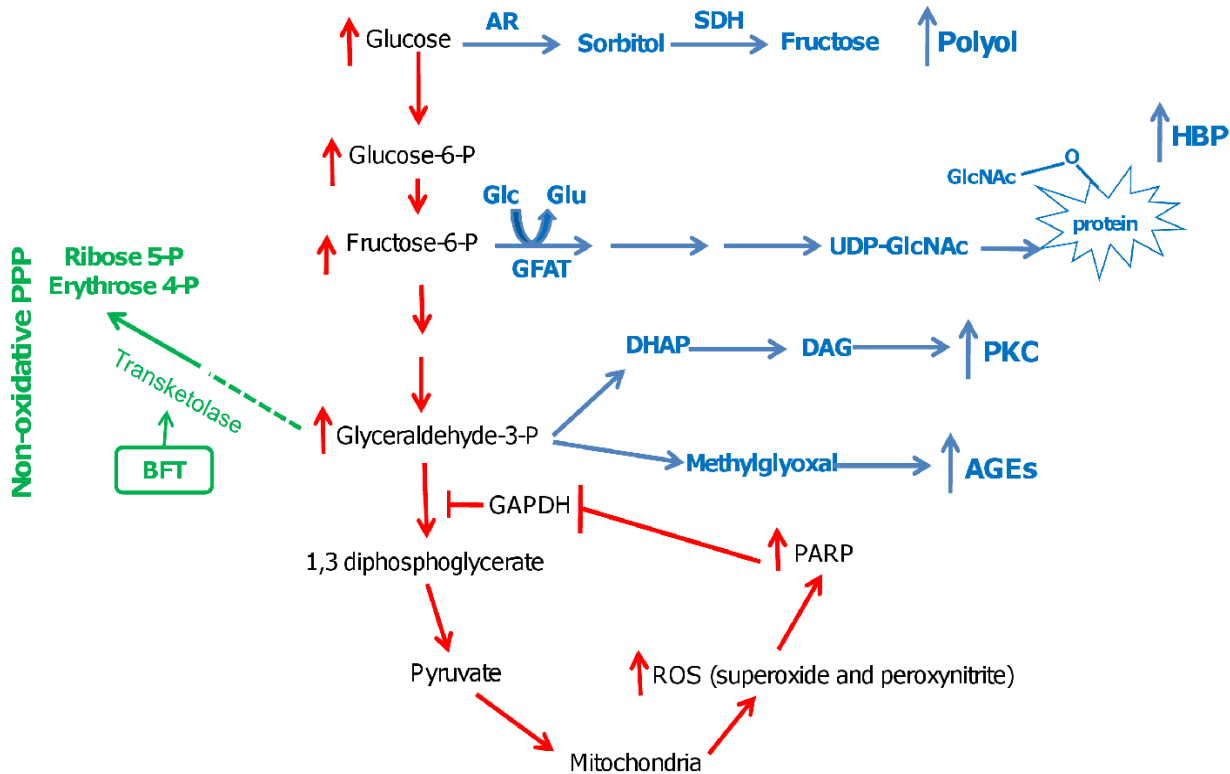 Glucose
AR
Sorbitol
SDH
Fructose
Polyol
HBP
Glucose-6-P
GlcNAc
O
protein
Glc
Glu
Fructose-6-P
GFAT
UDP-GlcNAc
Non-oxidative PPP
Ribose 5-P
Erythrose 4-P
Transketolase
BFT
DHAP
DAG
PKC
Glyceraldehyde-3-P
Methylglyoxal
AGEs
GAPDH
1,3 diphosphoglycerate
PARP
Pyruvate
ROS (superoxide and peroxynitrite)
Mitochondria